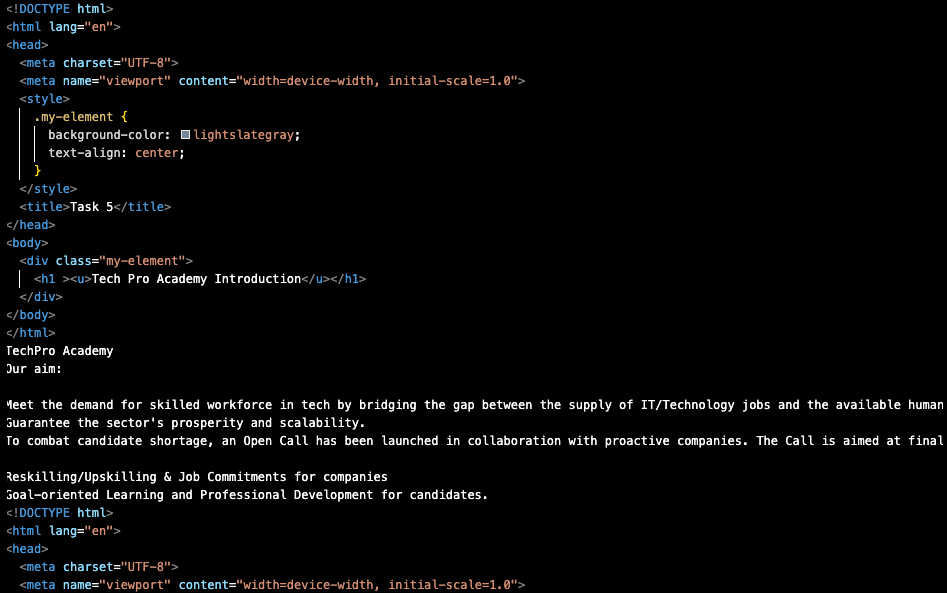 <!DOCTYPE html>
<html lang="en">
<head>
  <meta charset="UTF-8">
  <meta name="viewport" content="width=device-width, initial-scale=1.0">
  <style>
    .my-element {
      background-color: lightslategray;
      text-align: center;
    }
  </style>
  <title>Task 5</title>
</head>
<body>
  <div class="my-element">
    <h1 ><u>Tech Pro Academy Introduction</u></h1>
  </div>
</body>
</html>
TechPro Academy
Our aim:

Meet the demand for skilled workforce in tech by bridging the gap between the supply of IT/Technology jobs and the available human
Guarantee the sector's prosperity and scalability.
To combat candidate shortage, an Open Call has been launched in collaboration with proactive companies. The Call is aimed at final

Reskilling/Upskilling & Job Commitments for companies
Goal-oriented Learning and Professional Development for candidates.
<!DOCTYPE html>
<html lang="en">
<head>
  <meta charset="UTF-8">
  <meta name="viewport" content="width=device-width, initial-scale=1.0">